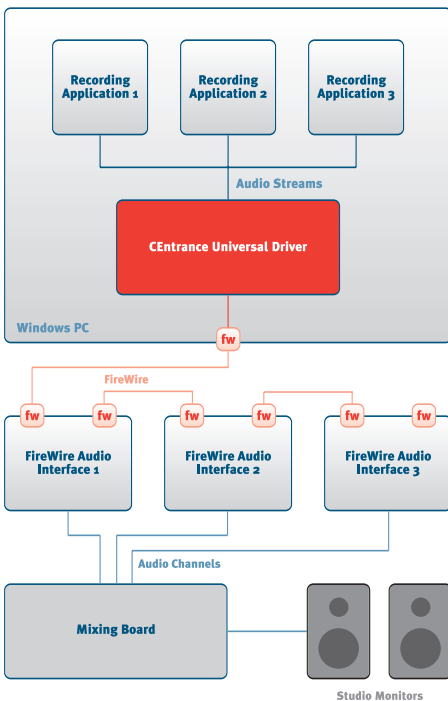 Recording
Application 1
Recording
Application 2
Recording
Application 3
Audio Streams
CEntrance Universal Driver
Windows PC
fw
FireWire
fw
fw
fw
fw
fw
fw
FireWire Audio
Interface 1
FireWire Audio
Interface 2
FireWire Audio
Interface 3
Audio Channels
Mixing Board
Studio Monitors